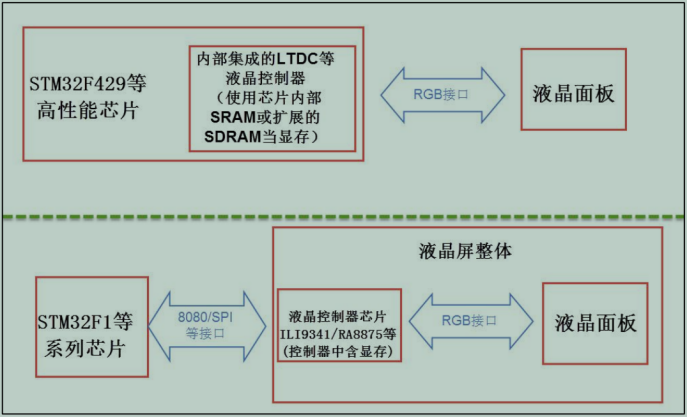 STM32F429等
高性能芯片
内部集成的LTDC等
液晶控制器
（使用芯片内部
SRAM或扩展的
SDRAM当显存）
RGB接口
液晶面板
液晶屏整体
STM32F1等
系列芯片
8080/SPI
等接口
液晶控制器芯片
ILI9341/RA8875等
(控制器中含显存)
RGB接口
液晶面板